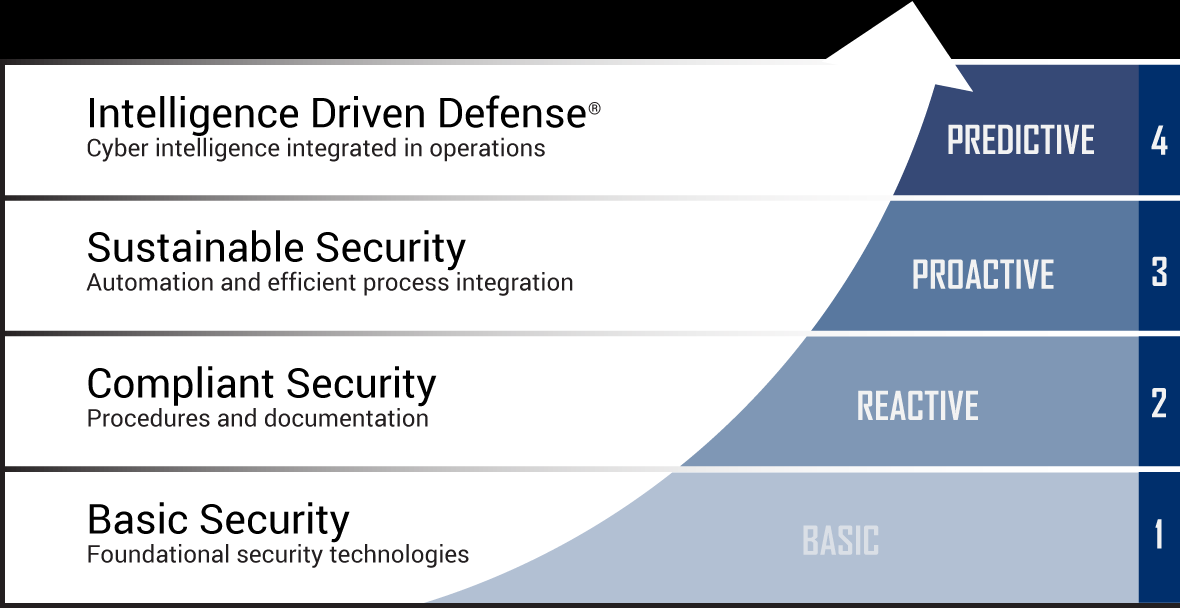 Intelligence Driven Defense®
Cyber intelligence integrated in operations
PREDICTIVE
4
Sustainable Security
Automation and efficient process integration
PROACTIVE
3
Compliant Security
Procedures and documentation
REACTIVE
2
Basic Security
Foundational security technologies
BASIC
1